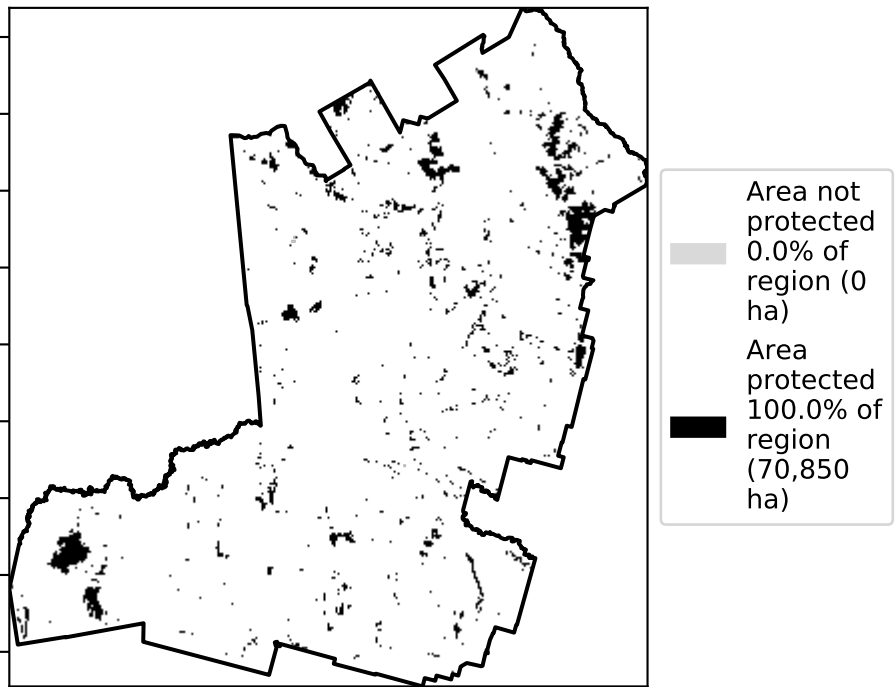 Area not
protected
0.0% of
region (0
ha)
Area
protected
100.0% of
region
(70,850
ha)